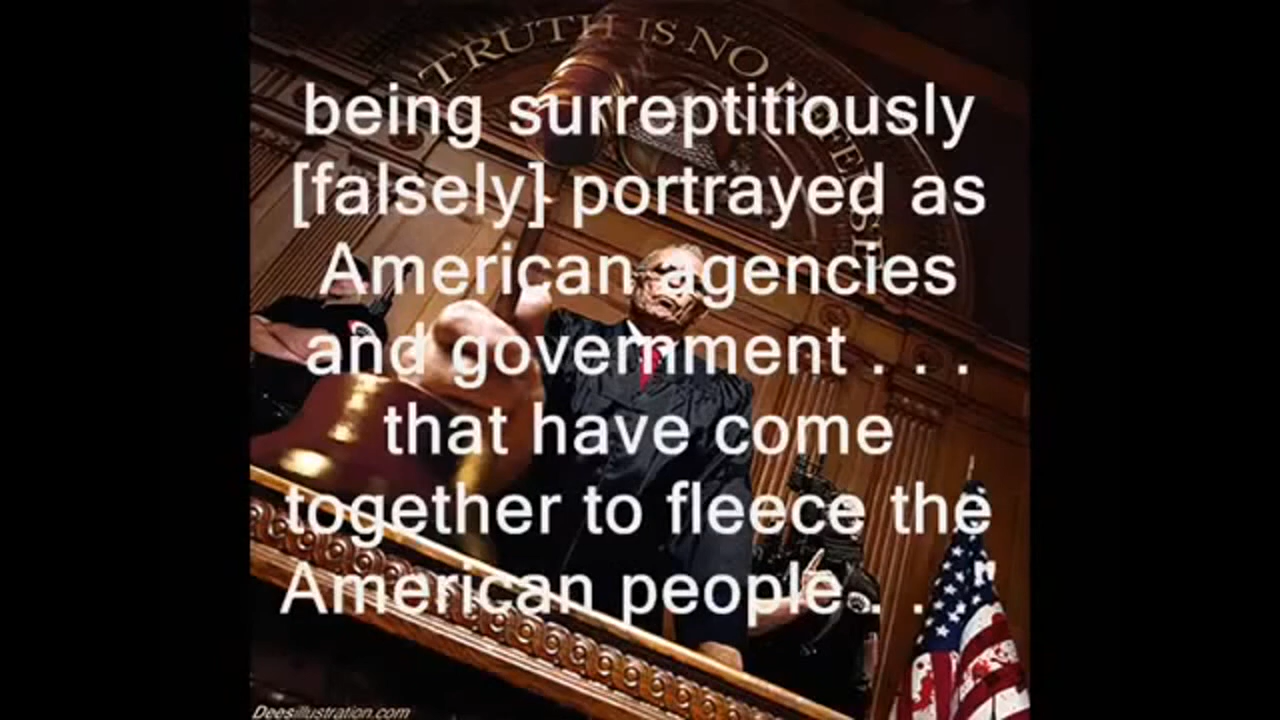 TRUTH IS NO DEFENSE
being surreptitiously
[falsely] portrayed as
American agencies
and government . . .
that have come
together to fleece the
American people . . ."
Deesillustration.com